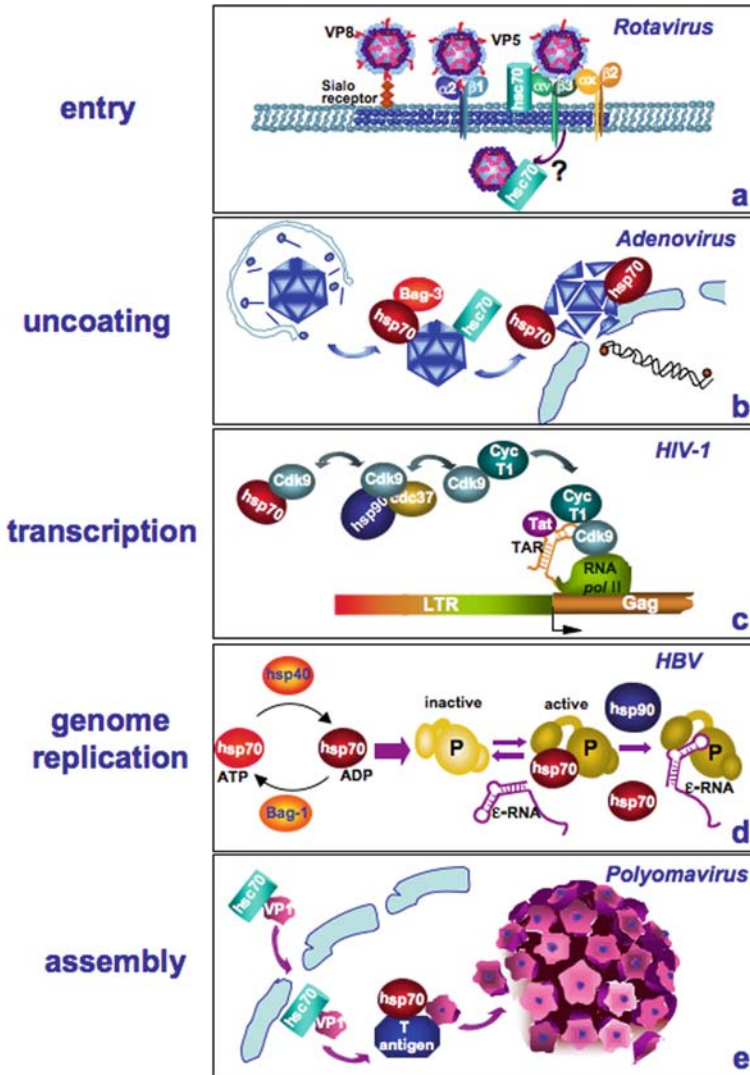 entry
Rotavirus
VP8
VP5
Sialo
receptor
α2
β1
hsc70
αv
β3
αx
β2
hsc70
?
a
uncoating
Adenovirus
Bag-3
hsp70
hsc70
hsp70
hsp70
b
transcription
HIV-1
hsp70
Cdk9
Cdk9
hsp90
cdc37
Cdk9
Cyc
T1
Cyc
T1
Tat
TAR
Cdk9
RNA
pol II
LTR
Gag
c
genome
replication
HBV
hsp40
hsp70
ATP
hsp70
ADP
Bag-1
inactive
P
active
P
hsp70
ε-RNA
hsp90
hsp70
P
ε-RNA
d
assembly
Polyomavirus
hsc70
VP1
hsc70
VP1
hsp70
T
antigen
e